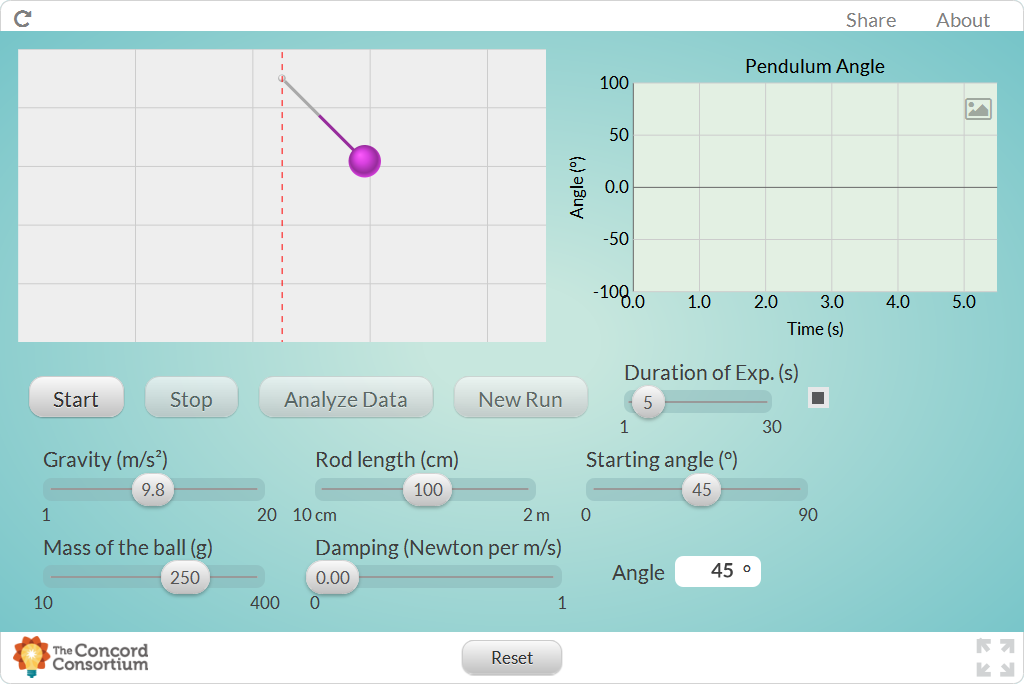 Share About
Pendulum Angle
100
50
0.0
-50
-100
Angle (º)
0.0 1.0 2.0 3.0 4.0 5.0
Time (s)
Start Stop Analyze Data New Run
Duration of Exp. (s)
5
1 30
Gravity (m/s²) Rod length (cm) Starting angle (º)
9.8 100 45
1 20 10 cm 2 m 0 90
Mass of the ball (g) Damping (Newton per m/s)
250 0.00
Angle 45 º
10 400 0 1
The Concord
Consortium
Reset